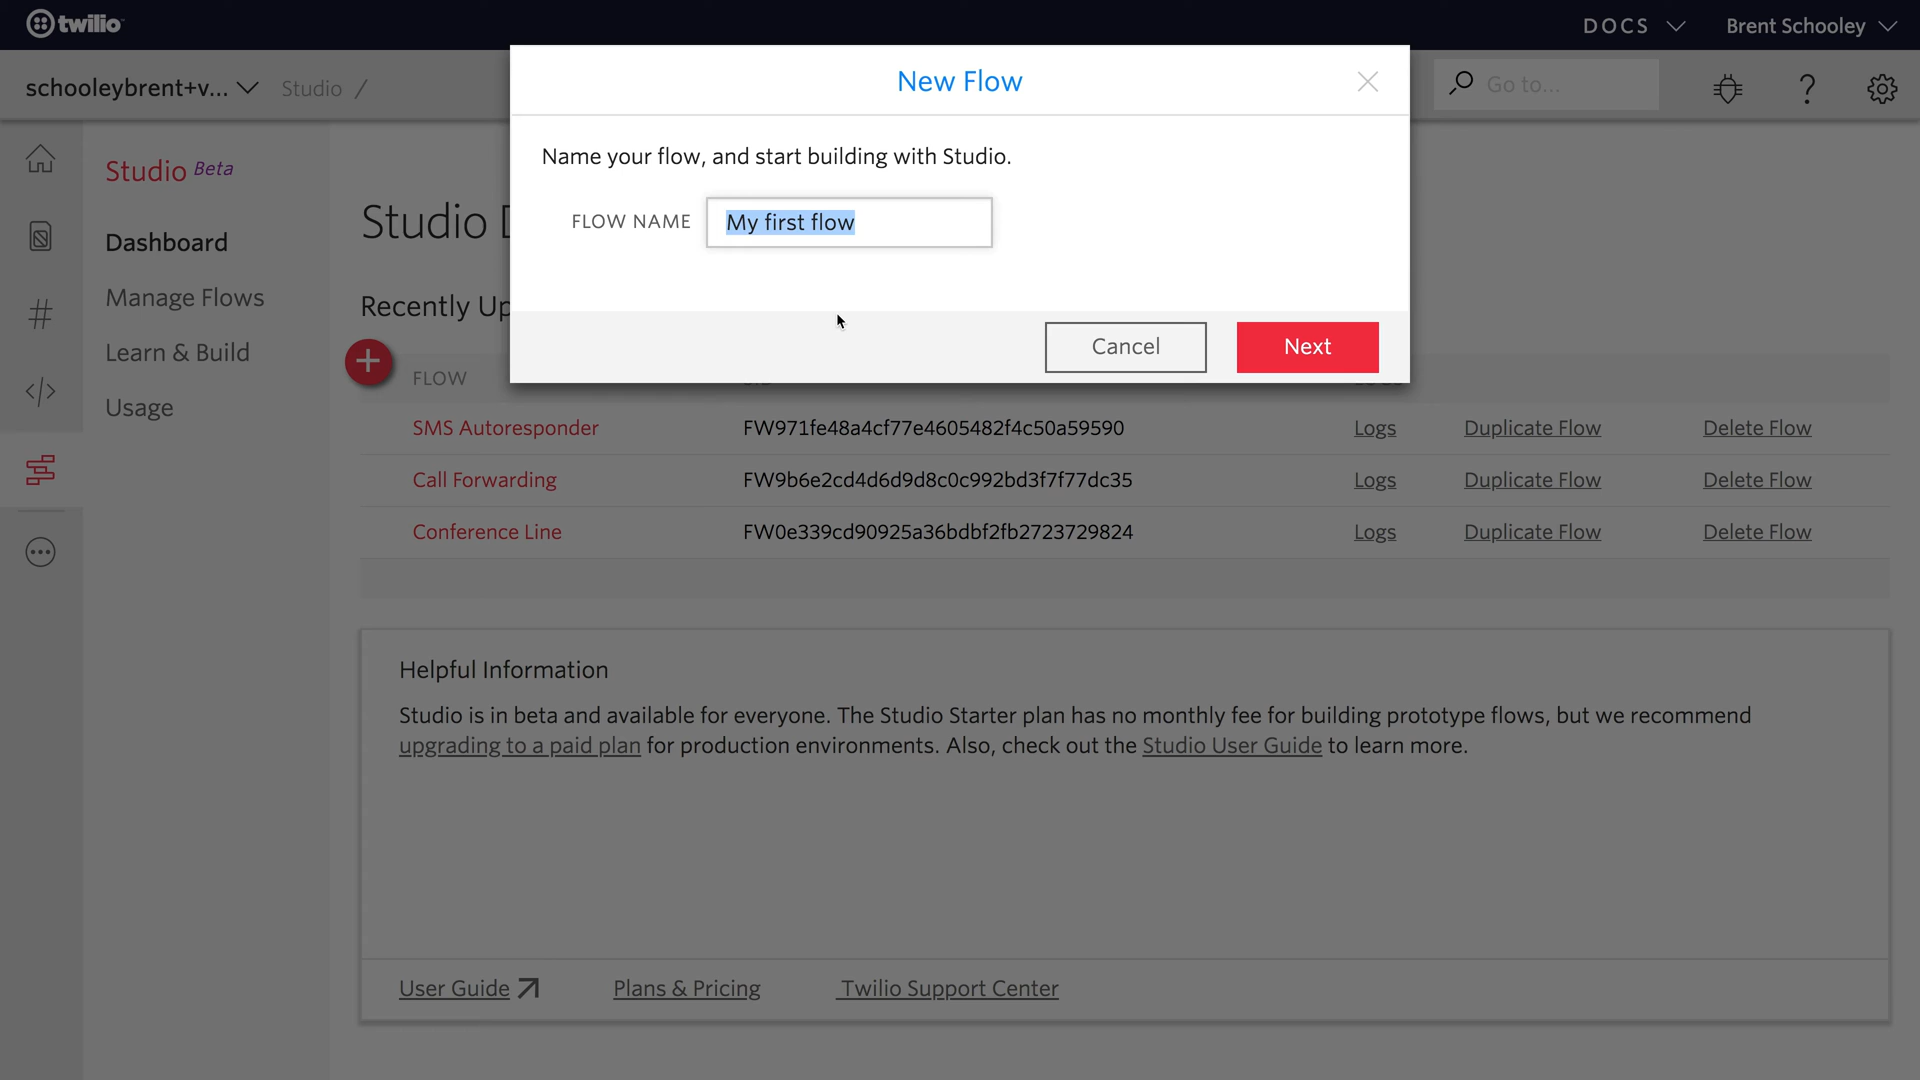 twilio
DOCS
Brent Schooley
schooleybrent+v...
Studio /
New Flow
Go to...
Name your flow, and start building with Studio.
FLOW NAME
My first flow
Cancel
Next
Studio Beta
Dashboard
Manage Flows
Learn & Build
Usage
Studio
Recently Up
FLOW
SMS Autoresponder FW971fe48a4cf77e4605482f4c50a59590 Logs Duplicate Flow Delete Flow
Call Forwarding FW9b6e2cd4d6d9d8c0c992bd3f7f77dc35 Logs Duplicate Flow Delete Flow
Conference Line FW0e339cd90925a36bdbf2fb2723729824 Logs Duplicate Flow Delete Flow
Helpful Information
Studio is in beta and available for everyone. The Studio Starter plan has no monthly fee for building prototype flows, but we recommend
upgrading to a paid plan for production environments. Also, check out the Studio User Guide to learn more.
User Guide
Plans & Pricing
Twilio Support Center